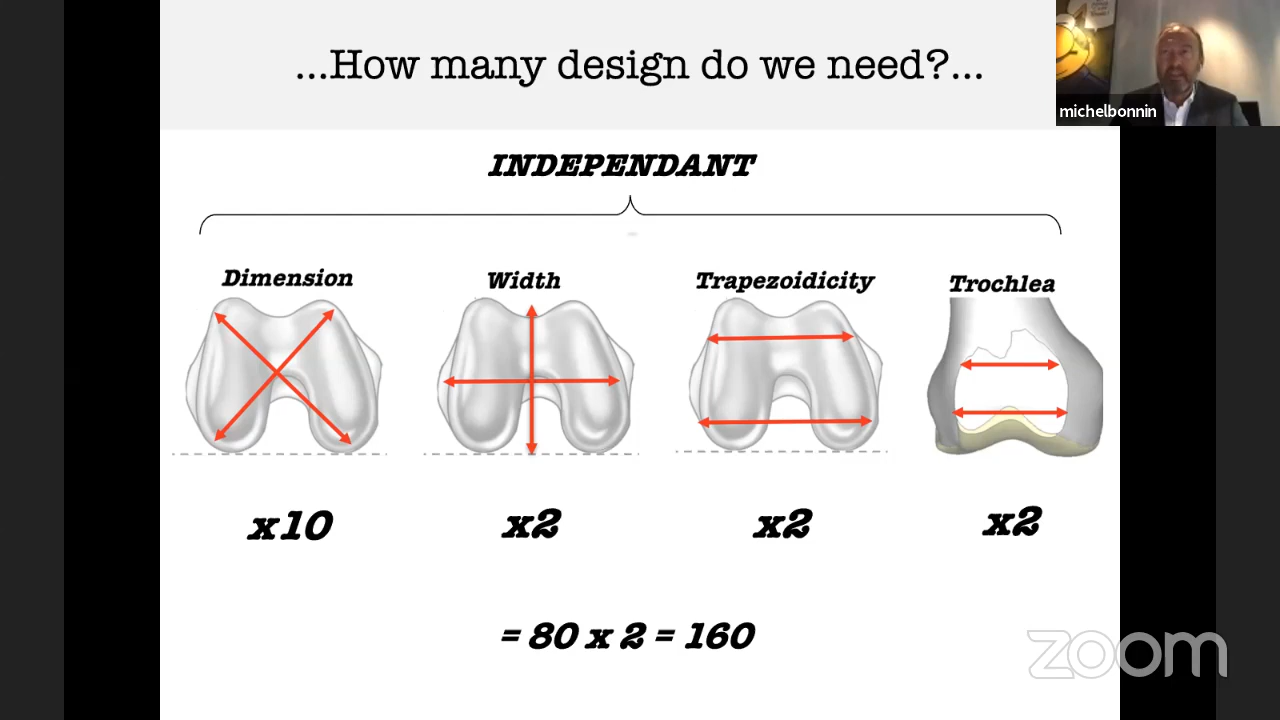 ...How many design do we need?...
michelbonnin
INDEPENDANT
Dimension
Width
Trapezoidicity
Trochlea
x10
x2
x2
x2
= 80 x 2 = 160
zoom